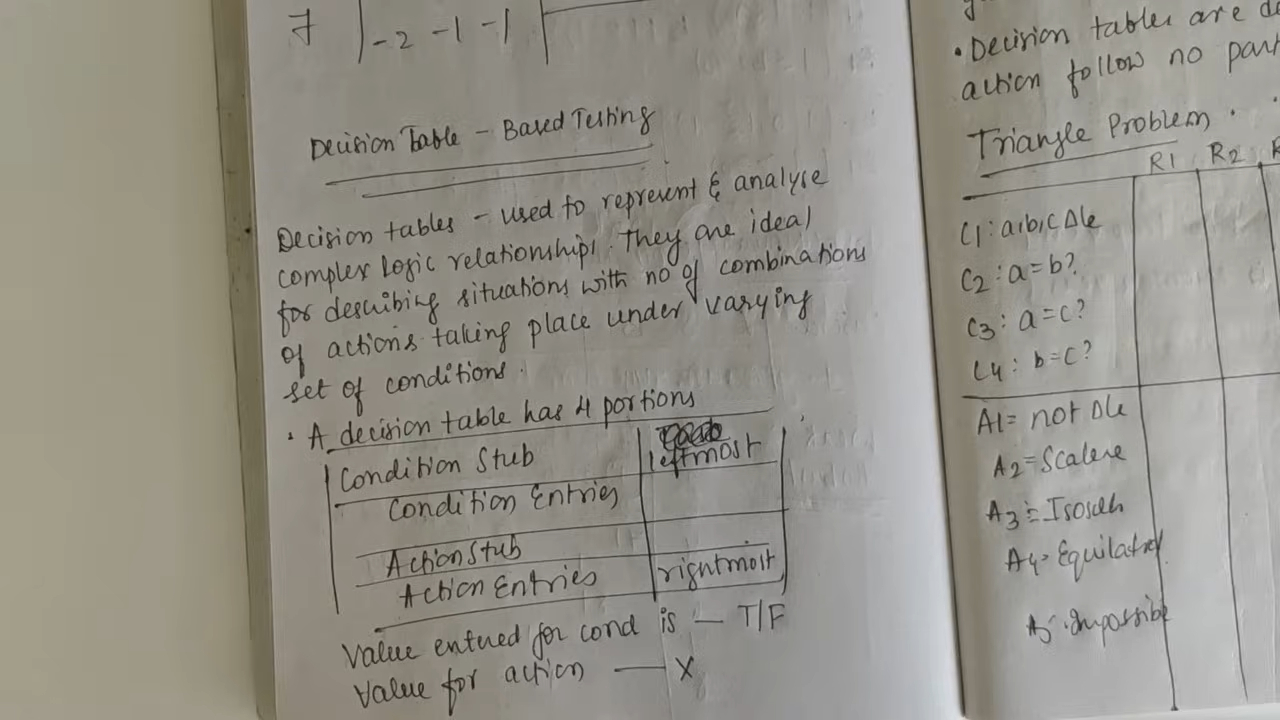 7 | -2 -1 -1
Decision Table - Based Testing
Decision tables - used to represent & analyse
complex logic relationships. They are ideal
for describing situations with no of combinations
of actions taking place under varying
set of conditions.
• A decision table has 4 portions
Condition Stub | leftmost
Condition Entries
Action Stub
Action Entries | rightmost
Value entered for cond is — T/F
Value for action — X
• Decision tables are de
action follow no part
Triangle Problem.
R1 R2
C1: a,b,c Δle
C2: a=b?
C3: a=c?
C4: b=c?
A1= not Δle
A2= Scalene
A3= Isosceles
A4= Equilateral
A5. Impossible